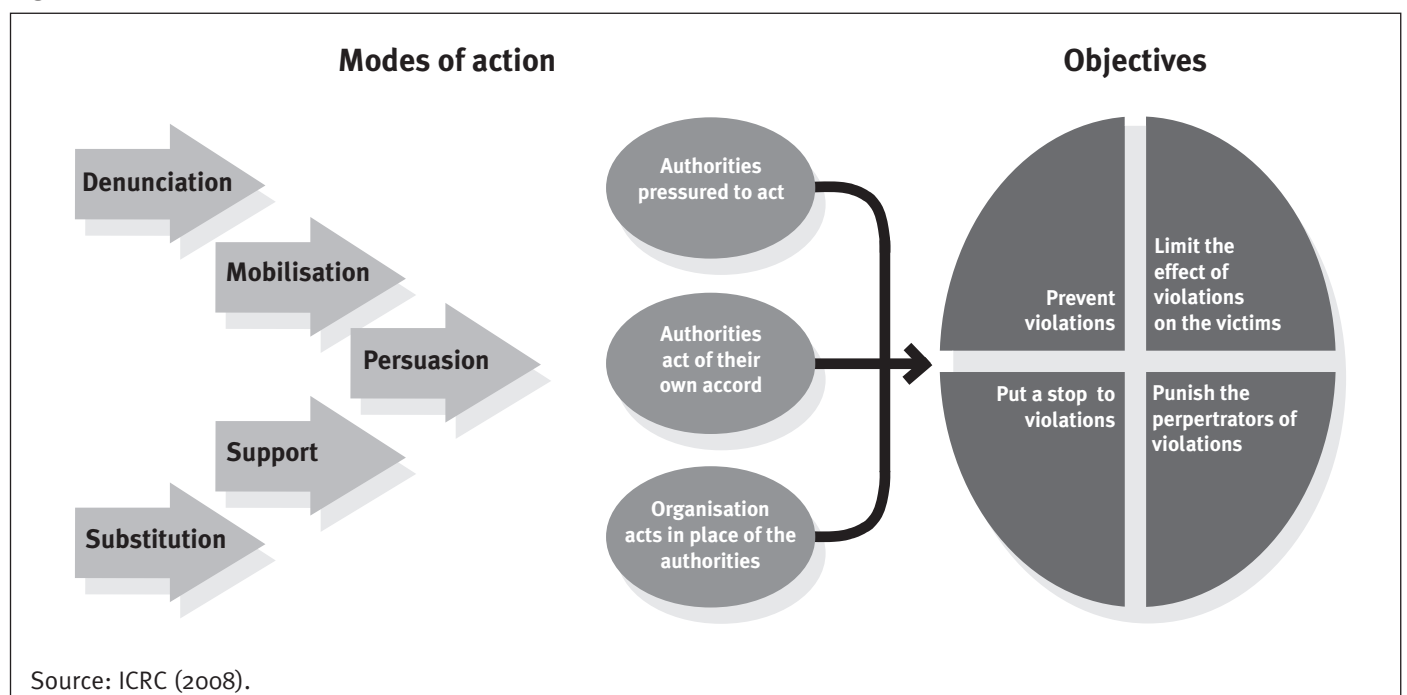 Modes of action
Objectives
Denunciation
Mobilisation
Persuasion
Support
Substitution
Authorities
pressured to act
Authorities
act of their
own accord
Organisation
acts in place of the
authorities
Prevent
violations
Limit the
effect of
violations
on the victims
Put a stop to
violations
Punish the
perpertrators of
violations
Source: ICRC (2008).